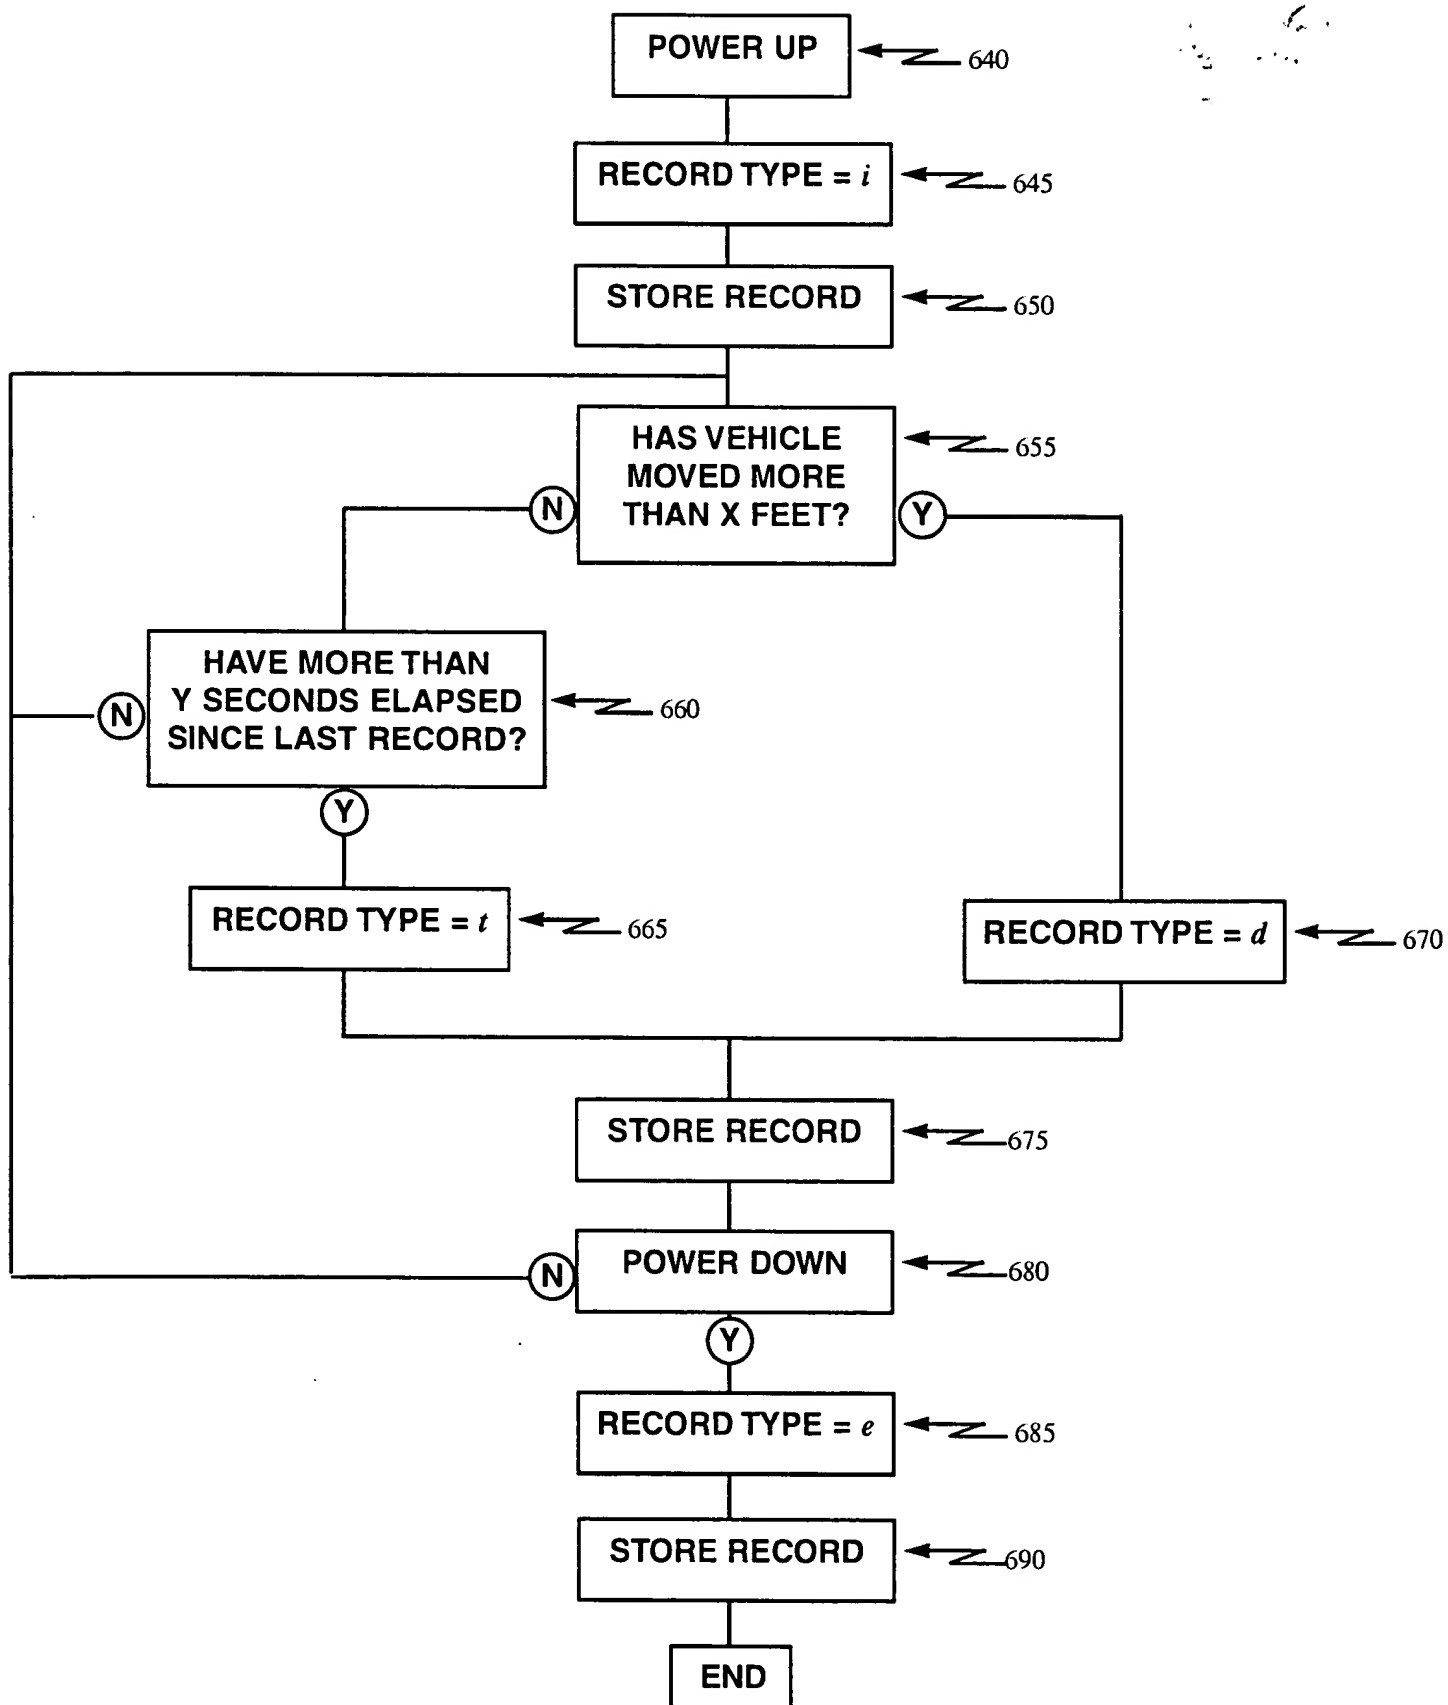 POWER UP
640
RECORD TYPE = i
645
STORE RECORD
650
HAS VEHICLE
MOVED MORE
THAN X FEET?
655
N
Y
HAVE MORE THAN
Y SECONDS ELAPSED
SINCE LAST RECORD?
660
N
Y
RECORD TYPE = t
665
RECORD TYPE = d
670
STORE RECORD
675
POWER DOWN
680
N
Y
RECORD TYPE = e
685
STORE RECORD
690
END